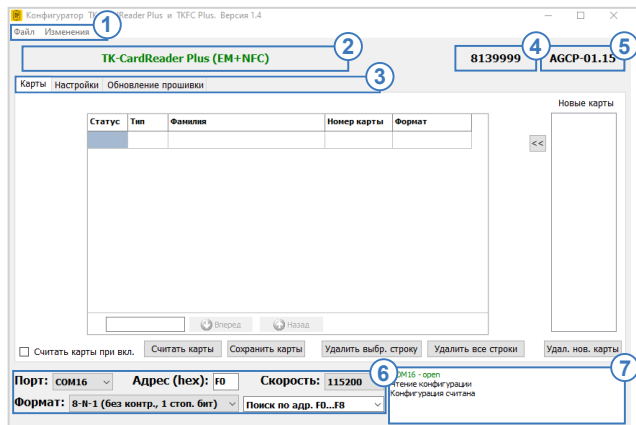 Конфигуратор TK-CardReader Plus и TKFC Plus. Версия 1.4
1
Файл Изменения
2
4
5
TK-CardReader Plus (EM+NFC)
8139999
AGCP-01.15
3
Карты Настройки Обновление прошивки
Новые карты
Статус Тип Фамилия Номер карты Формат
<<
Вперед Назад
Считать карты при вкл. Считать карты Сохранить карты Удалить выбр. строку Удалить все строки Удал. нов. карты
6
7
Порт: COM16 Адрес (hex): F0 Скорость: 115200
Формат: 8-N-1 (без контр., 1 стоп. бит) Поиск по адр. F0...F8
COM16 - open
Чтение конфигурации
Конфигурация считана